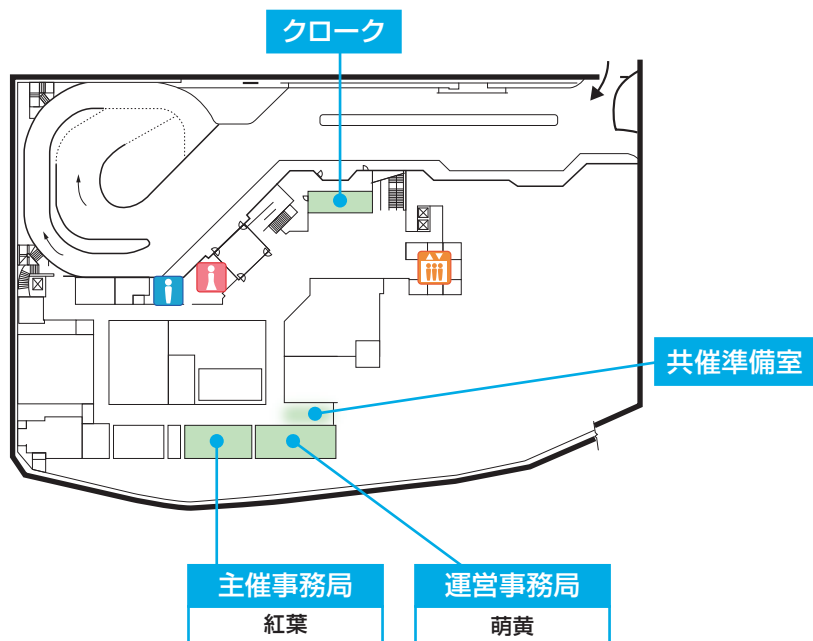 クローク
共催準備室
主催事務局
紅葉
運営事務局
萌黄